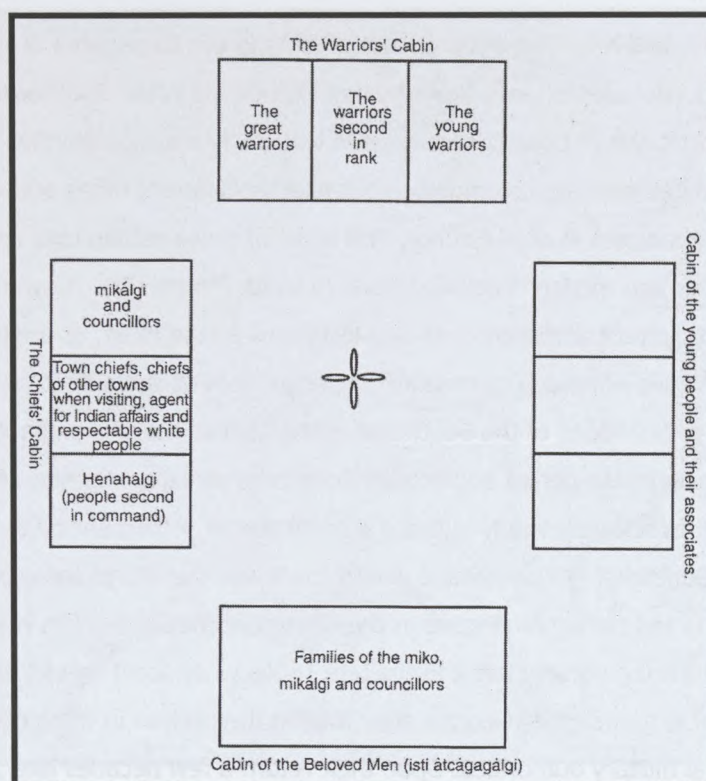 The Warriors' Cabin
The
great
warriors
The
warriors
second
in
rank
The
young
warriors
The Chiefs' Cabin
mikálgi
and
councillors
Town chiefs, chiefs
of other towns
when visiting, agent
for Indian affairs and
respectable white
people
Henahálgi
(people second
in command)
Cabin of the young people and their associates.
Families of the miko,
mikálgi and councillors
Cabin of the Beloved Men (isti átcágagálgi)